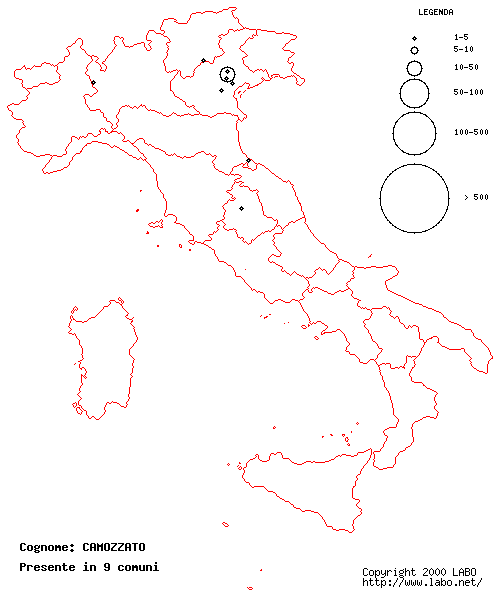 LEGENDA
1-5
5-10
10-50
50-100
100-500
> 500
Cognome: CAMOZZATO
Presente in 9 comuni
Copyright 2000 LABO
http://www.labo.net/